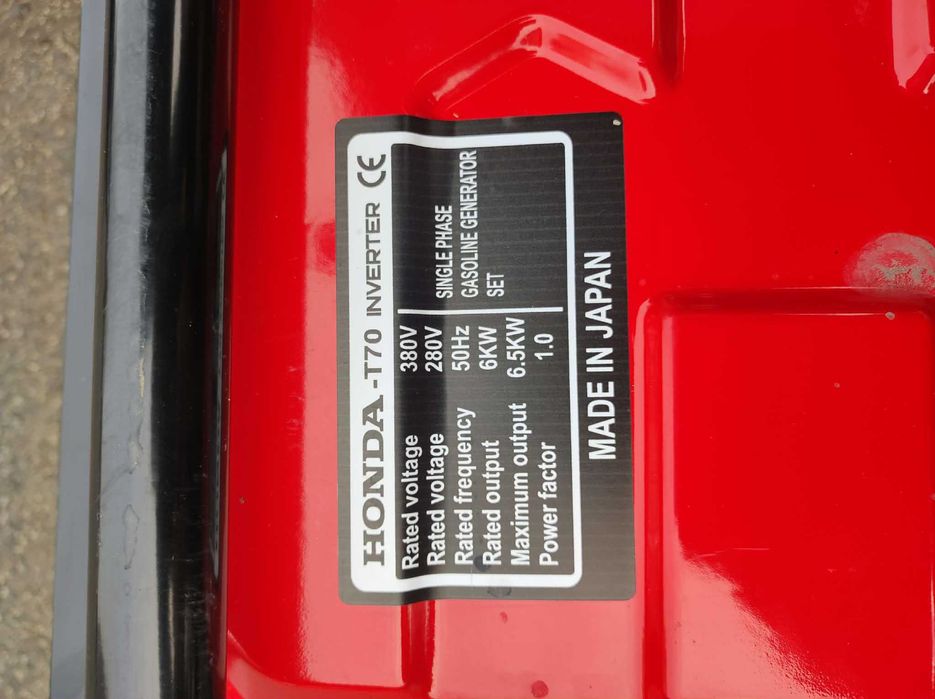 HONDA-T70 INVERTER CE
Rated voltage 380V
Rated voltage 280V
Rated frequency 50Hz
Rated output 6KW
Maximum output 6.5KW
Power factor 1.0
SINGLE PHASE
GASOLINE GENERATOR
SET
MADE IN JAPAN